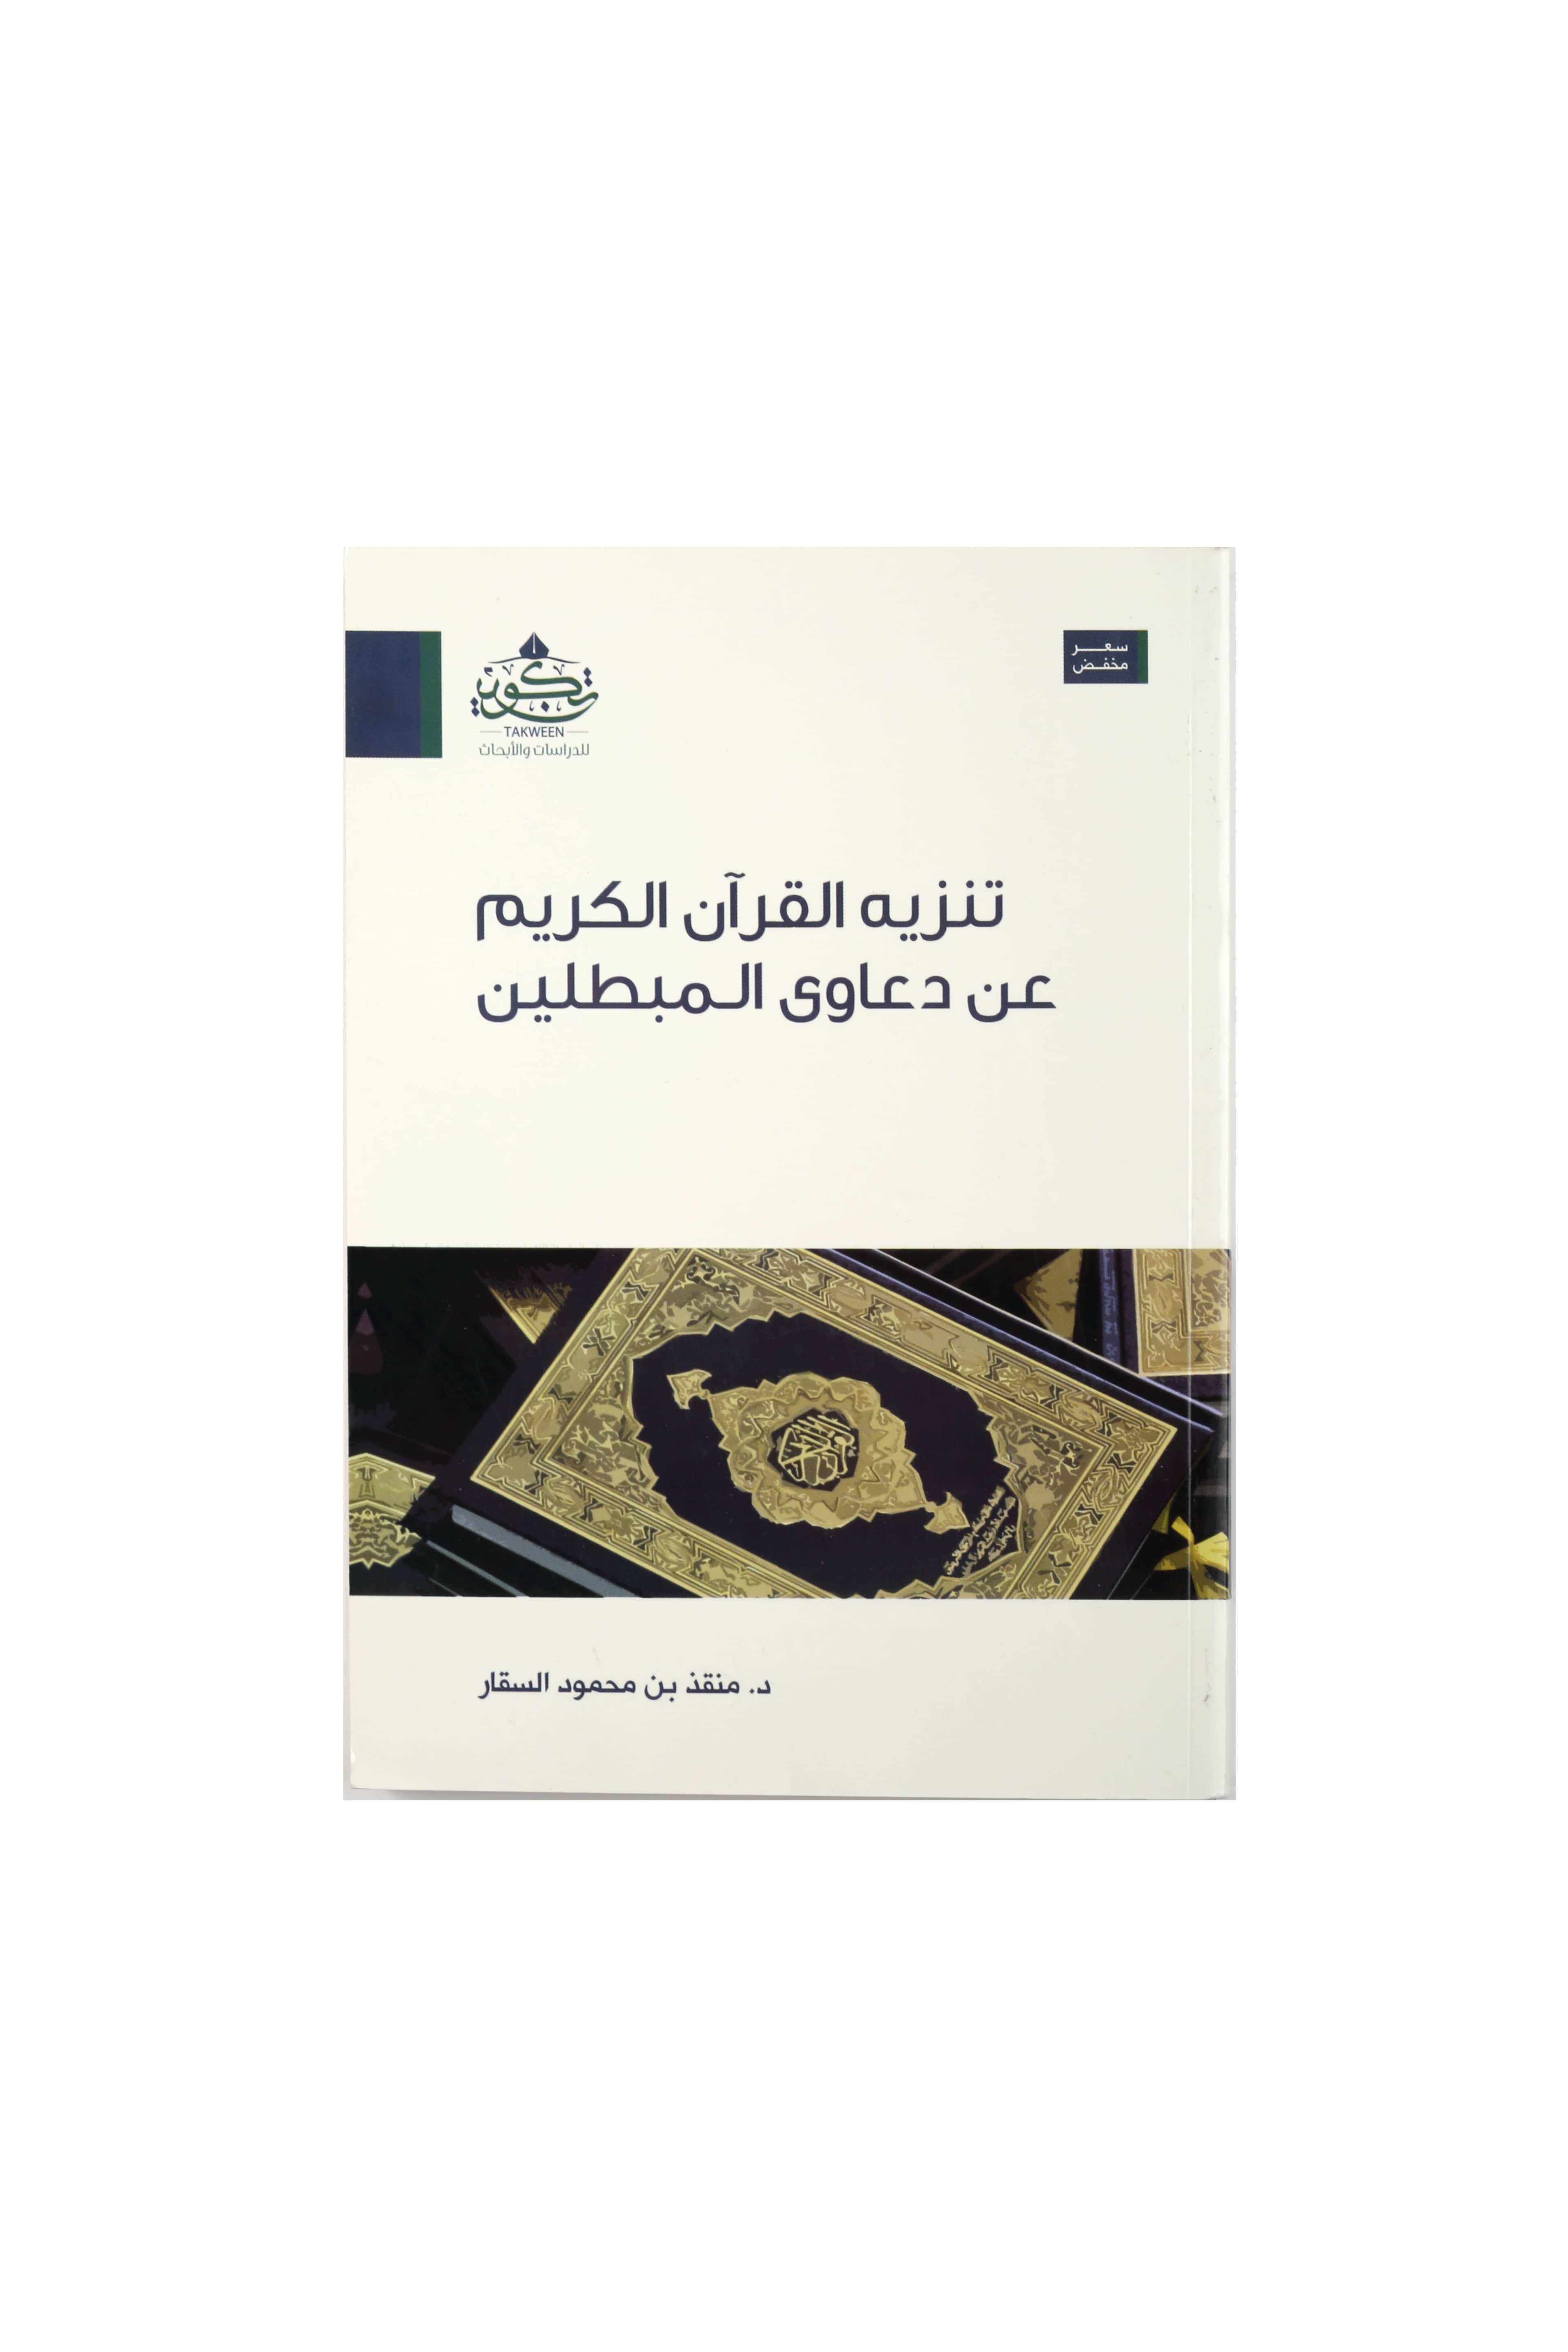 سعر
مخفض
تكوين
TAKWEEN
للدراسات والأبحاث
تنزيه القرآن الكريم
عن دعاوى المبطلين
د. منقذ بن محمود السقار